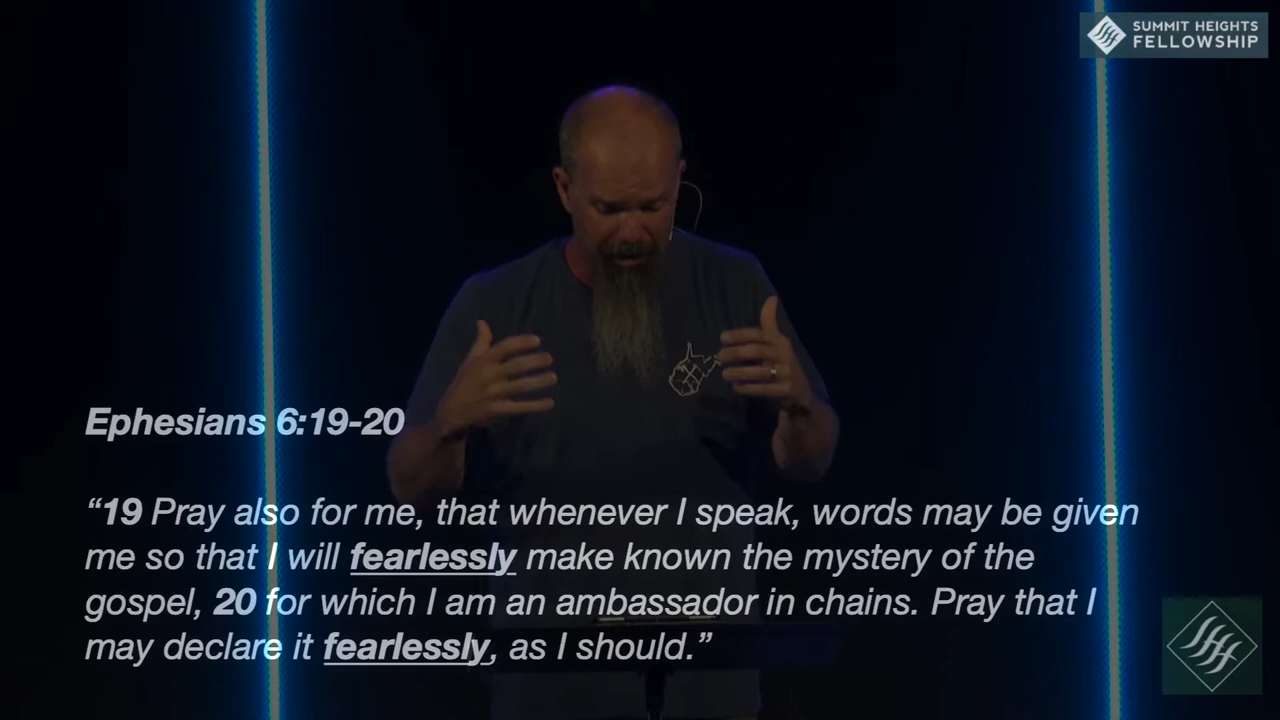 SUMMIT HEIGHTS
FELLOWSHIP
Ephesians 6:19-20
“19 Pray also for me, that whenever I speak, words may be given
me so that I will fearlessly make known the mystery of the
gospel, 20 for which I am an ambassador in chains. Pray that I
may declare it fearlessly, as I should.”